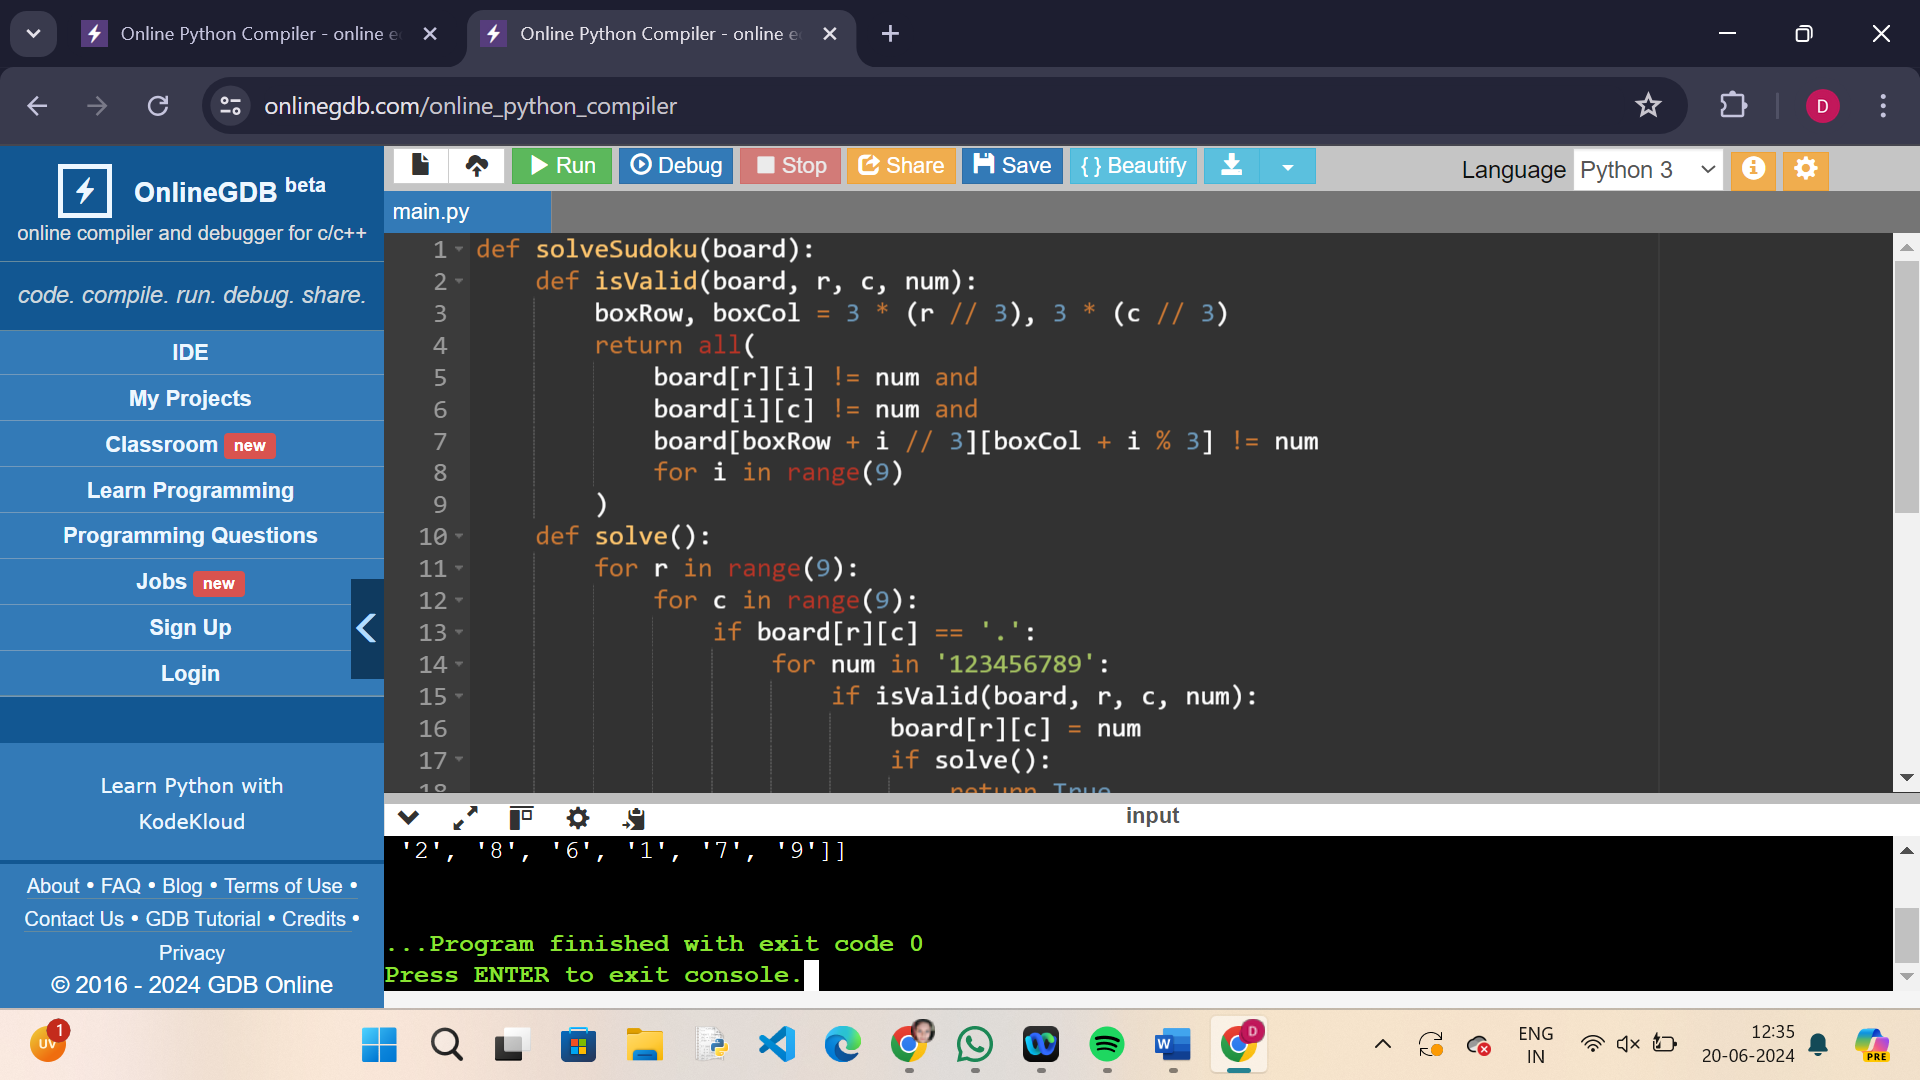 Online Python Compiler - online e
Online Python Compiler - online e
onlinegdb.com/online_python_compiler
D
OnlineGDB beta
online compiler and debugger for c/c++
code. compile. run. debug. share.
IDE
My Projects
Classroom new
Learn Programming
Programming Questions
Jobs new
Sign Up
Login
Learn Python with
KodeKloud
About • FAQ • Blog • Terms of Use •
Contact Us • GDB Tutorial • Credits •
Privacy
© 2016 - 2024 GDB Online
Run Debug Stop Share Save {} Beautify
Language Python 3
main.py
1 def solveSudoku(board):
2     def isValid(board, r, c, num):
3         boxRow, boxCol = 3 * (r // 3), 3 * (c // 3)
4         return all(
5             board[r][i] != num and
6             board[i][c] != num and
7             board[boxRow + i // 3][boxCol + i % 3] != num
8             for i in range(9)
9         )
10     def solve():
11         for r in range(9):
12             for c in range(9):
13                 if board[r][c] == '.':
14                     for num in '123456789':
15                         if isValid(board, r, c, num):
16                             board[r][c] = num
17                             if solve():
18                                 return True
input
'2', '8', '6', '1', '7', '9']]
...Program finished with exit code 0
Press ENTER to exit console.
UV 1
W
D
ENG
IN
12:35
20-06-2024
PRE